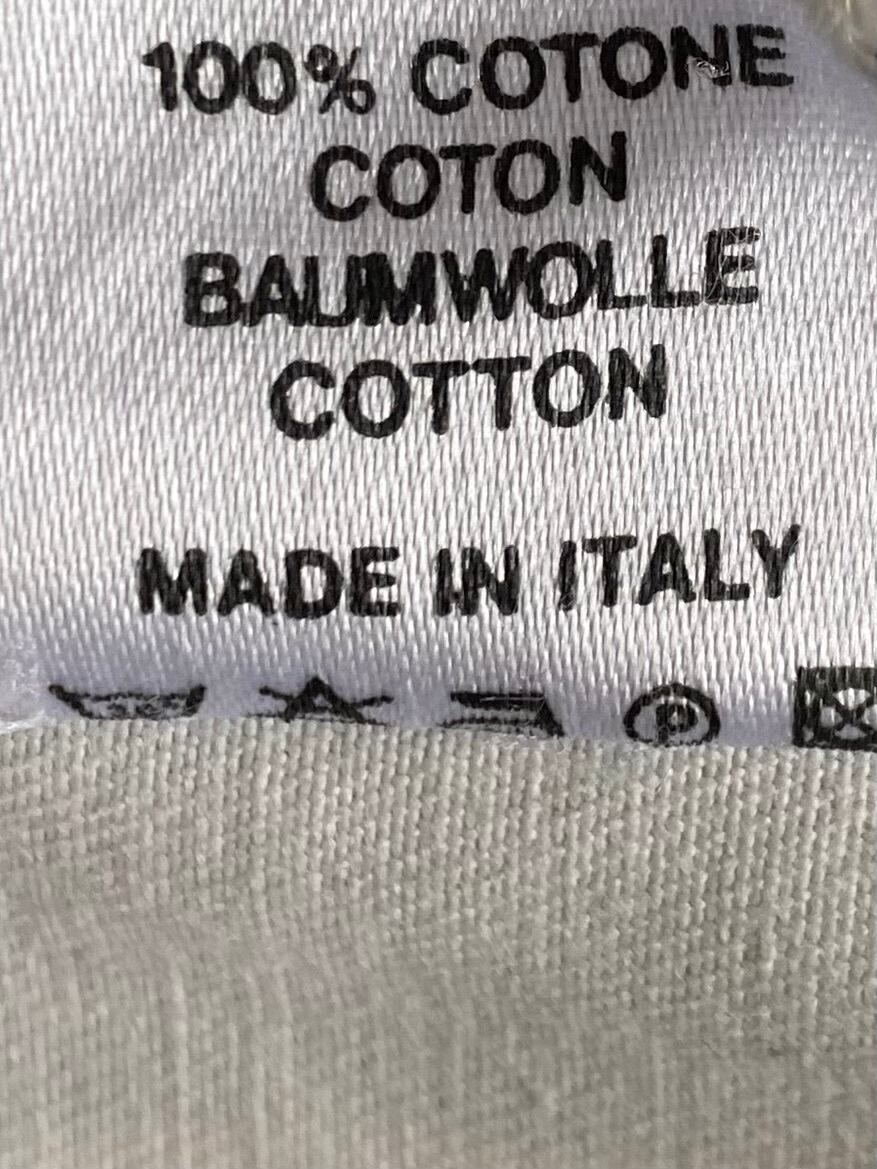 100% COTONE
COTON
BAUMWOLLE
COTTON
MADE IN ITALY
P